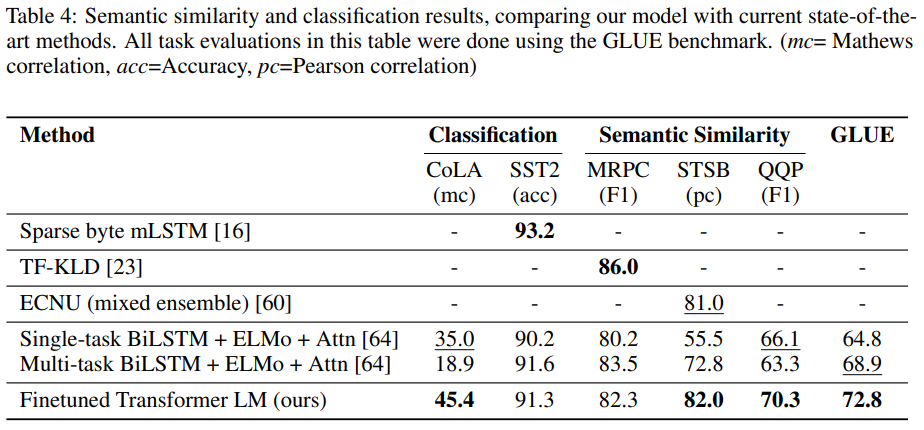 Table 4: Semantic similarity and classification results, comparing our model with current state-of-the-
art methods. All task evaluations in this table were done using the GLUE benchmark. (mc= Mathews
correlation, acc=Accuracy, pc=Pearson correlation)
Method Classification Semantic Similarity GLUE
CoLA SST2 MRPC STSB QQP
(mc) (acc) (F1) (pc) (F1)
Sparse byte mLSTM [16] - 93.2 - - - -
TF-KLD [23] - - 86.0 - - -
ECNU (mixed ensemble) [60] - - - 81.0 - -
Single-task BiLSTM + ELMo + Attn [64] 35.0 90.2 80.2 55.5 66.1 64.8
Multi-task BiLSTM + ELMo + Attn [64] 18.9 91.6 83.5 72.8 63.3 68.9
Finetuned Transformer LM (ours) 45.4 91.3 82.3 82.0 70.3 72.8